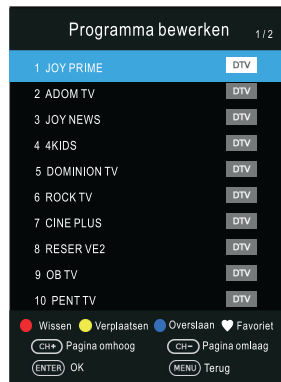 Programma bewerken 1/2
1 JOY PRIME DTV
2 ADOM TV DTV
3 JOY NEWS DTV
4 4KIDS DTV
5 DOMINION TV DTV
6 ROCK TV DTV
7 CINE PLUS DTV
8 RESER VE2 DTV
9 OB TV DTV
10 PENT TV DTV
Wissen Verplaatsen Overslaan Favoriet
CH+ Pagina omhoog CH− Pagina omlaag
ENTER OK MENU Terug